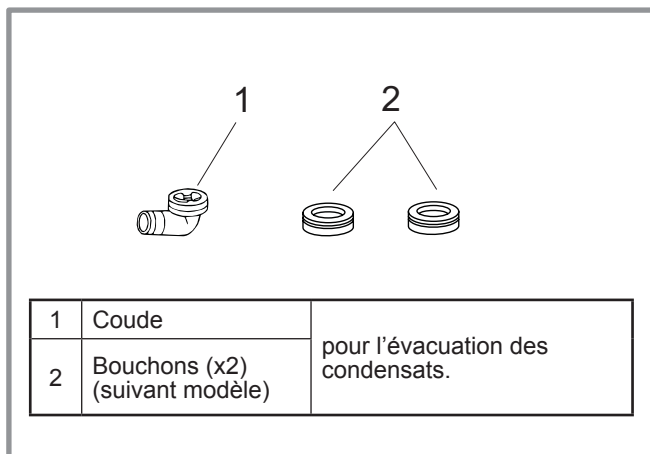 1
2
1 Coude
2 Bouchons (x2)
(suivant modèle)
pour l’évacuation des
condensats.